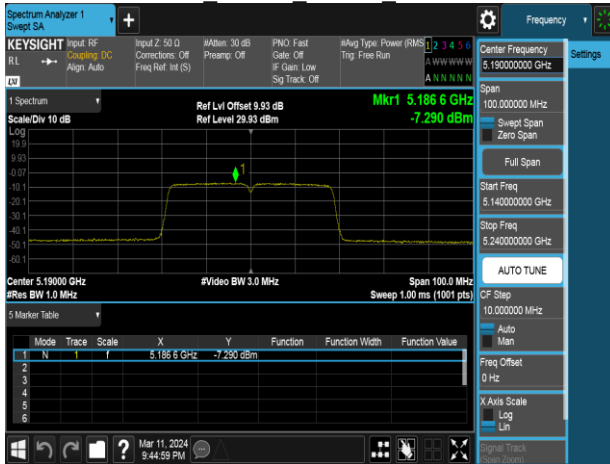 Spectrum Analyzer 1
Swept SA
+
Frequency
KEYSIGHT Input: RF
Coupling: DC
Align: Auto
Input Z: 50 Ω
Corrections: Off
Freq Ref: Int (S)
#Atten: 30 dB
Preamp: Off
PNO: Fast
Gate: Off
IF Gain: Low
Sig Track: Off
#Avg Type: Power (RMS
Trig: Free Run
1 2 3 4 5 6
A W W W W W
A N N N N N
LXI
Center Frequency
5.190000000 GHz
Settings
1 Spectrum
Scale/Div 10 dB
Ref Lvl Offset 9.93 dB
Ref Level 29.93 dBm
Mkr1 5.186 6 GHz
-7.290 dBm
Span
100.000000 MHz
Swept Span
Zero Span
Full Span
Start Freq
5.140000000 GHz
Stop Freq
5.240000000 GHz
AUTO TUNE
CF Step
10.000000 MHz
Auto
Man
Freq Offset
0 Hz
X Axis Scale
Log
Lin
Signal Track
(Span Zoom)
Log
19.9
9.93
-0.07
-10.1
-20.1
-30.1
-40.1
-50.1
-60.1
1
Center 5.19000 GHz
#Res BW 1.0 MHz
#Video BW 3.0 MHz
Span 100.0 MHz
Sweep 1.00 ms (1001 pts)
5 Marker Table
Mode Trace Scale X Y Function Function Width Function Value
1 N 1 f 5.186 6 GHz -7.290 dBm
2
3
4
5
6
?
Mar 11, 2024
9:44:59 PM